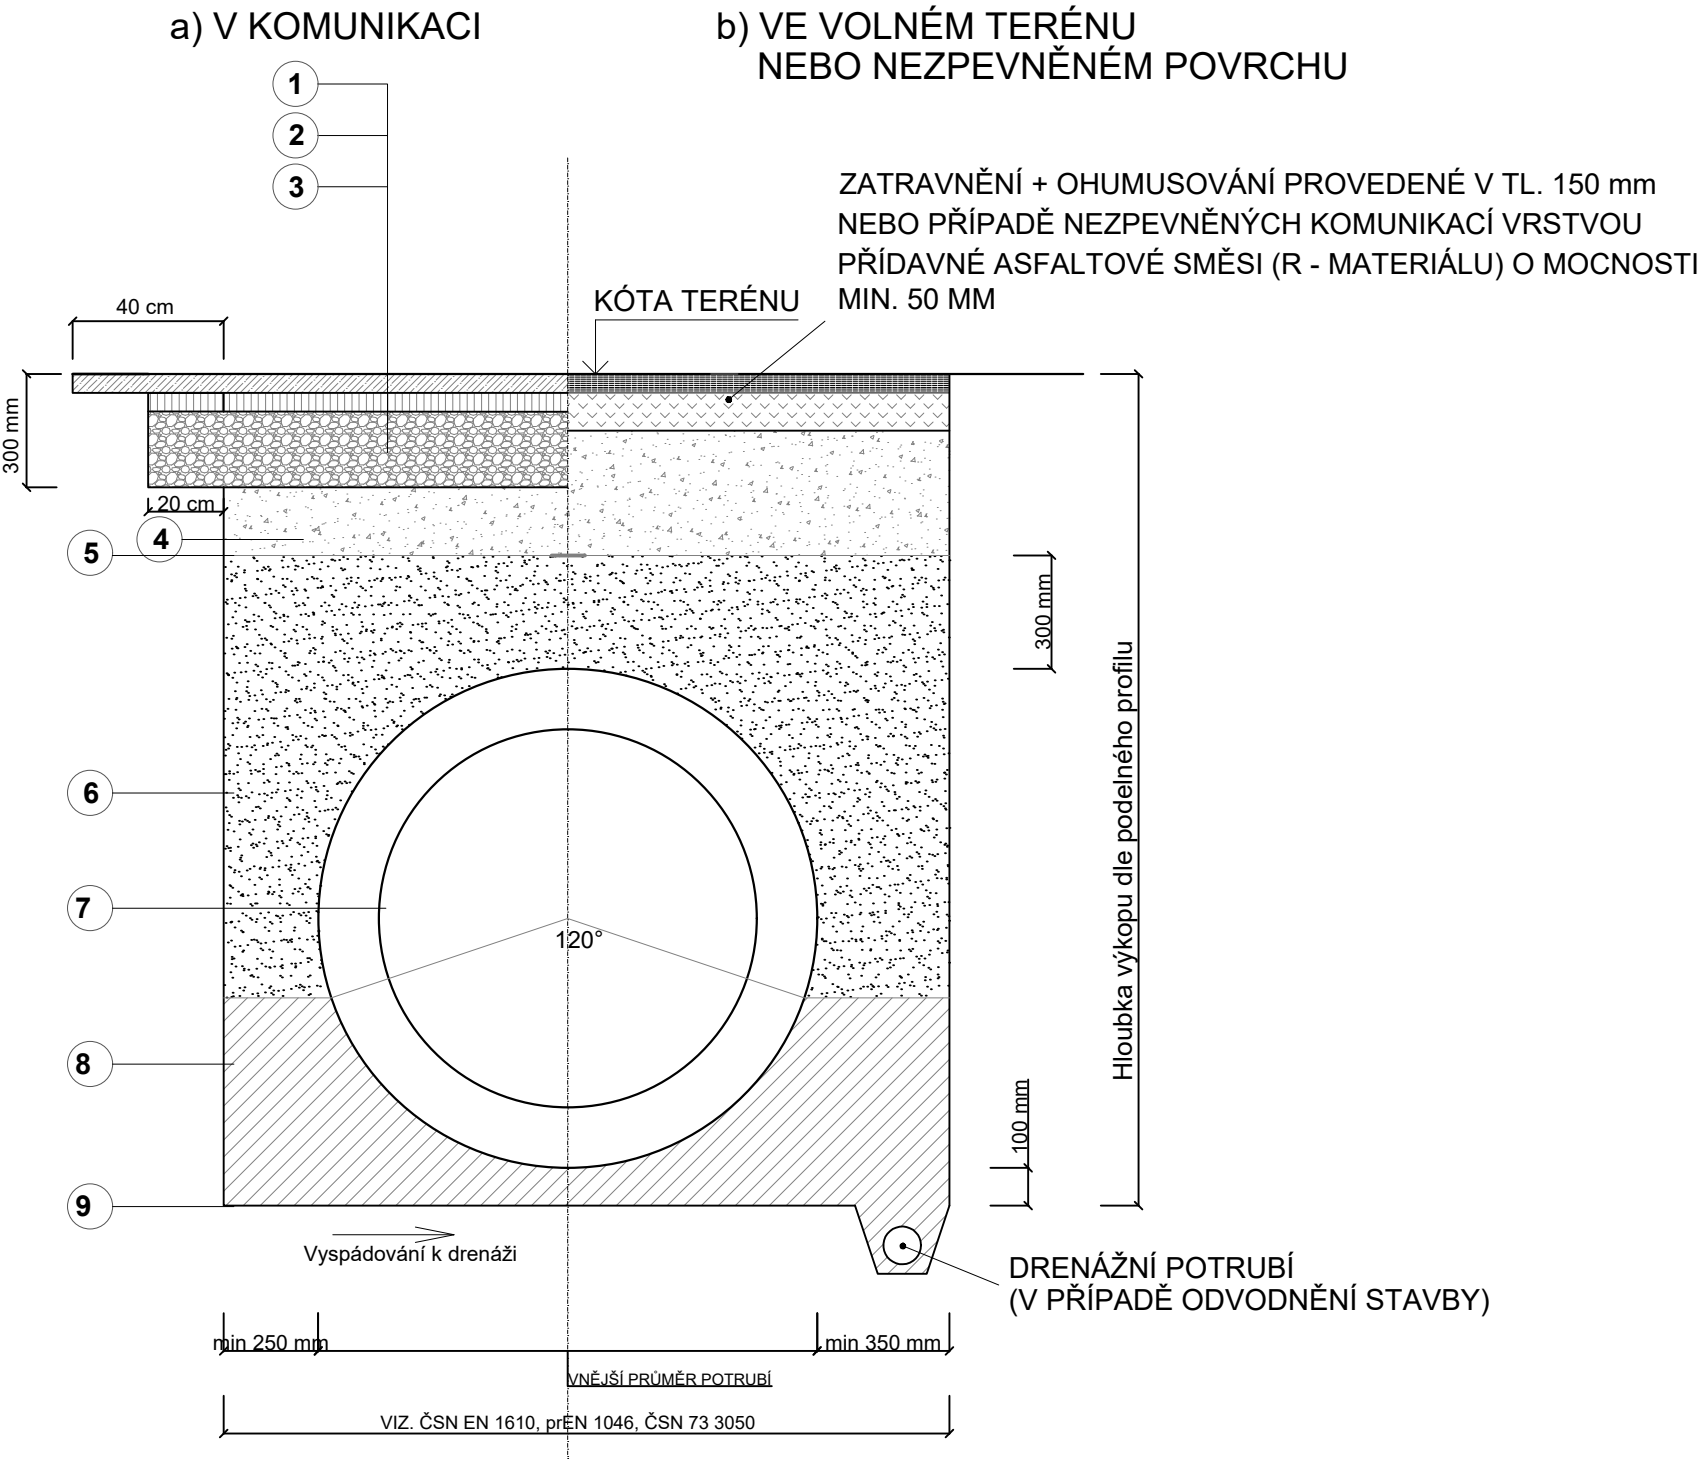 a) V KOMUNIKACI
b) VE VOLNÉM TERÉNU
NEBO NEZPEVNĚNÉM POVRCHU
1
2
3
ZATRAVNĚNÍ + OHUMUSOVÁNÍ PROVEDENÉ V TL. 150 mm
NEBO PŘÍPADĚ NEZPEVNĚNÝCH KOMUNIKACÍ VRSTVOU
PŘÍDAVNÉ ASFALTOVÉ SMĚSI (R - MATERIÁLU) O MOCNOSTI
MIN. 50 MM
KÓTA TERÉNU
40 cm
300 mm
20 cm
4
5
300 mm
Hloubka výkopu dle podelného profilu
6
7
120°
8
100 mm
9
Vyspádování k drenáži
DRENÁŽNÍ POTRUBÍ
(V PŘÍPADĚ ODVODNĚNÍ STAVBY)
min 250 mm
min 350 mm
VNĚJŠÍ PRŮMĚR POTRUBÍ
VIZ. ČSN EN 1610, prEN 1046, ČSN 73 3050